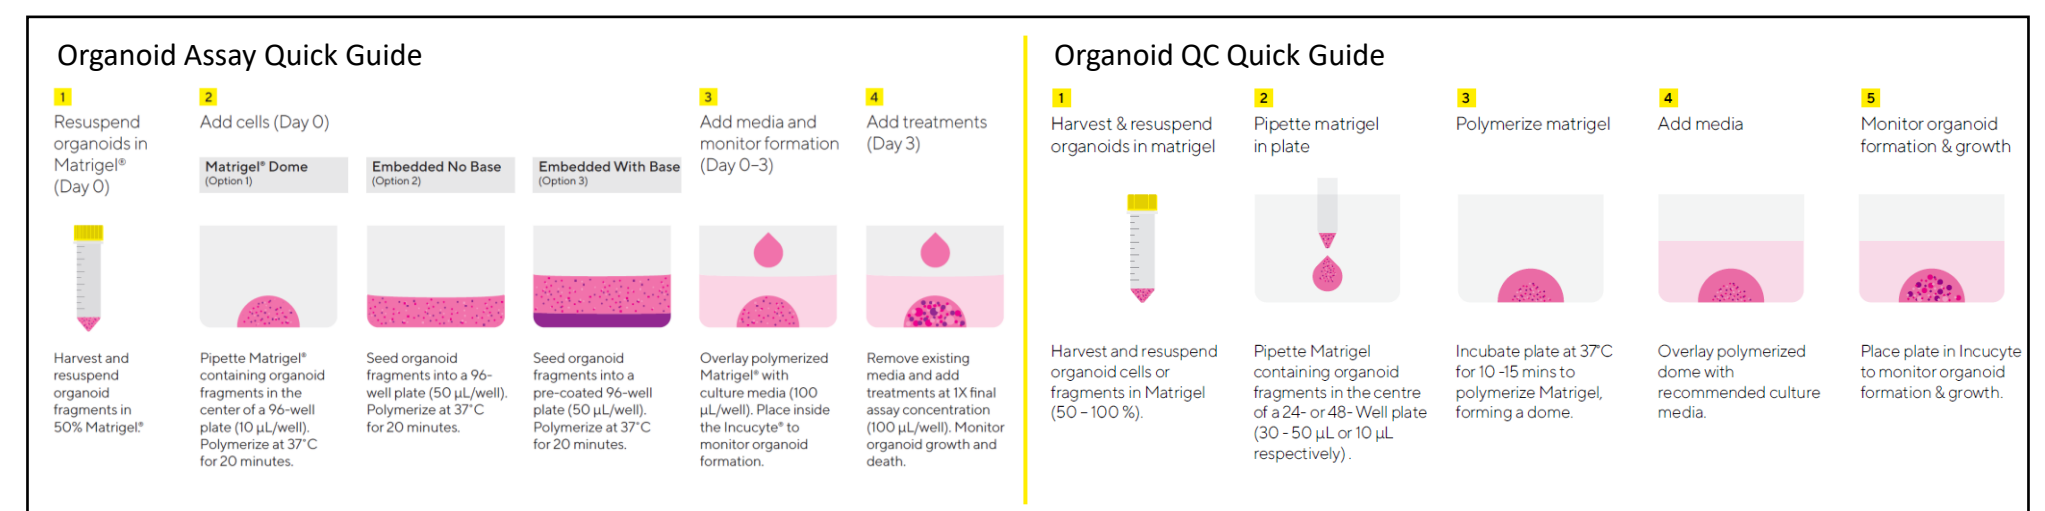 Organoid Assay Quick Guide
1
Resuspend
organoids in
Matrigel®
(Day 0)
Harvest and
resuspend
organoid
fragments in
50% Matrigel.®
2
Add cells (Day 0)
Matrigel® Dome
(Option 1)
Pipette Matrigel®
containing organoid
fragments in the
center of a 96-well
plate (10 µL/well).
Polymerize at 37°C
for 20 minutes.
Embedded No Base
(Option 2)
Seed organoid
fragments into a 96-
well plate (50 µL/well).
Polymerize at 37°C
for 20 minutes.
Embedded With Base
(Option 3)
Seed organoid
fragments into a
pre-coated 96-well
plate (50 µL/well).
Polymerize at 37°C
for 20 minutes.
3
Add media and
monitor formation
(Day 0–3)
Overlay polymerized
Matrigel® with
culture media (100
µL/well). Place inside
the Incucyte® to
monitor organoid
formation.
4
Add treatments
(Day 3)
Remove existing
media and add
treatments at 1X final
assay concentration
(100 µL/well). Monitor
organoid growth and
death.
Organoid QC Quick Guide
1
Harvest & resuspend
organoids in matrigel
Harvest and resuspend
organoid cells or
fragments in Matrigel
(50 – 100 %).
2
Pipette matrigel
in plate
Pipette Matrigel
containing organoid
fragments in the centre
of a 24- or 48- Well plate
(30 - 50 µL or 10 µL
respectively) .
3
Polymerize matrigel
Incubate plate at 37°C
for 10 -15 mins to
polymerize Matrigel,
forming a dome.
4
Add media
Overlay polymerized
dome with
recommended culture
media.
5
Monitor organoid
formation & growth
Place plate in Incucyte
to monitor organoid
formation & growth.